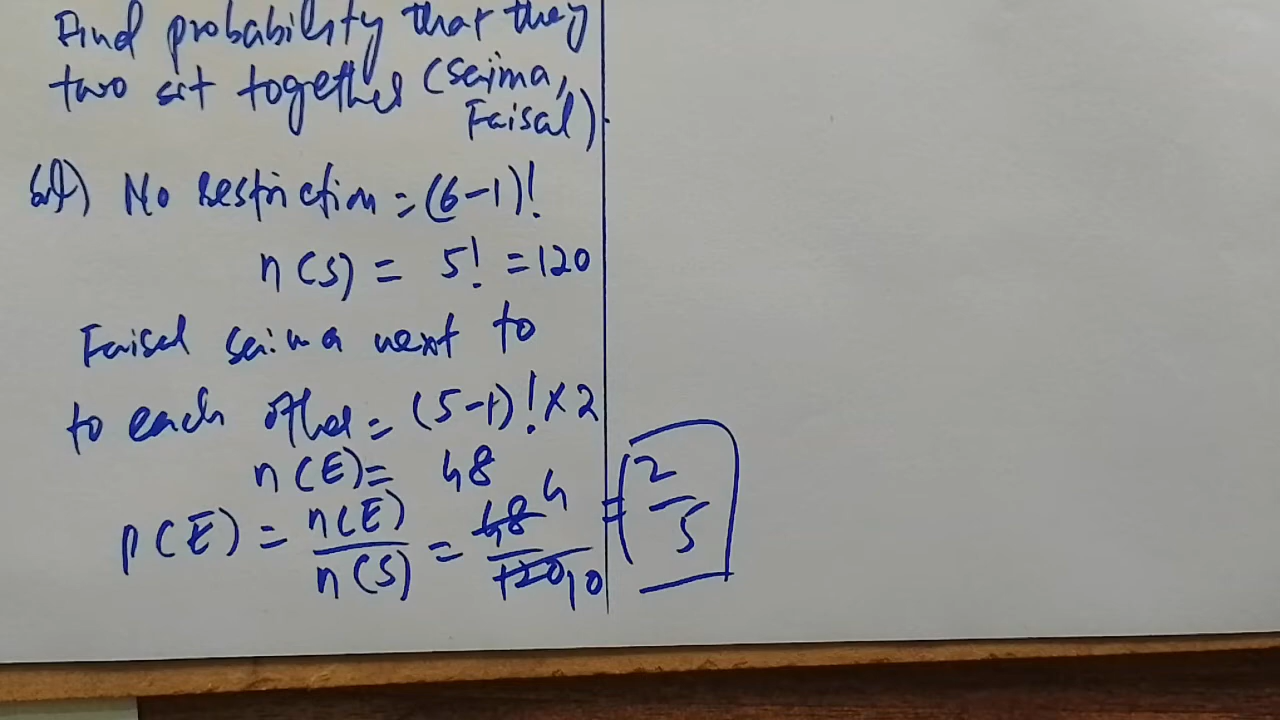 Find probability that they
two sit together (saima,
Faisal).
Sol) No restriction = (6-1)!
n(S) = 5! = 120
Faisal saima next to
to each other = (5-1)! × 2
n(E) = 48
P(E) = n(E)/n(S) = 48/120 4/10 = 2/5